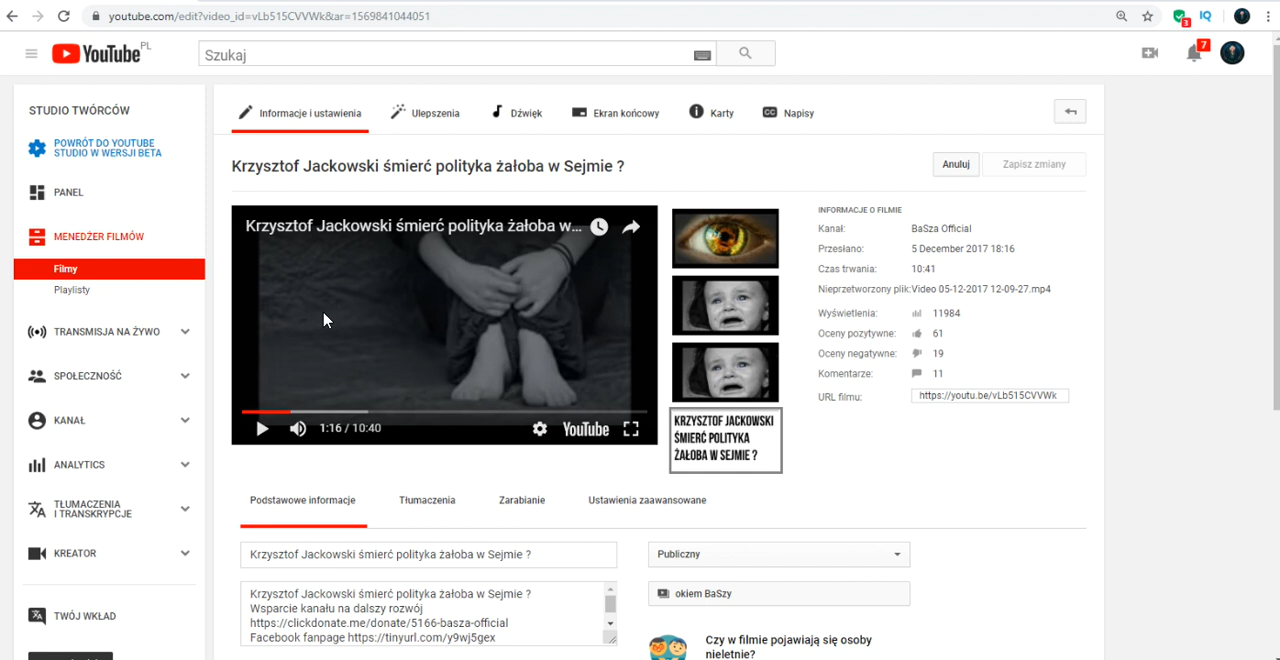 youtube.com/edit?video_id=vLb515CVVWk&ar=1569841044051
3
IQ
YouTube PL
Szukaj
7
STUDIO TWÓRCÓW
POWRÓT DO YOUTUBE
STUDIO W WERSJI BETA
PANEL
MENEDŻER FILMÓW
Filmy
Playlisty
TRANSMISJA NA ŻYWO
SPOŁECZNOŚĆ
KANAŁ
ANALYTICS
TŁUMACZENIA
I TRANSKRYPCJE
KREATOR
TWÓJ WKŁAD
Informacje i ustawienia
Ulepszenia
Dźwięk
Ekran końcowy
Karty
CC Napisy
Krzysztof Jackowski śmierć polityka żałoba w Sejmie ?
Anuluj
Zapisz zmiany
Krzysztof Jackowski śmierć polityka żałoba w...
1:16 / 10:40
YouTube
KRZYSZTOF JACKOWSKI
ŚMIERĆ POLITYKA
ŻAŁOBA W SEJMIE ?
INFORMACJE O FILMIE
Kanał: BaSza Official
Przesłano: 5 December 2017 18:16
Czas trwania: 10:41
Nieprzetworzony plik: Video 05-12-2017 12-09-27.mp4
Wyświetlenia: 11984
Oceny pozytywne: 61
Oceny negatywne: 19
Komentarze: 11
URL filmu: https://youtu.be/vLb515CVVWk
Podstawowe informacje
Tłumaczenia
Zarabianie
Ustawienia zaawansowane
Krzysztof Jackowski śmierć polityka żałoba w Sejmie ?
Krzysztof Jackowski śmierć polityka żałoba w Sejmie ?
Wsparcie kanału na dalszy rozwój
https://clickdonate.me/donate/5166-basza-official
Facebook fanpage https://tinyurl.com/y9wj5gex
Publiczny
okiem BaSzy
Czy w filmie pojawiają się osoby
nieletnie?